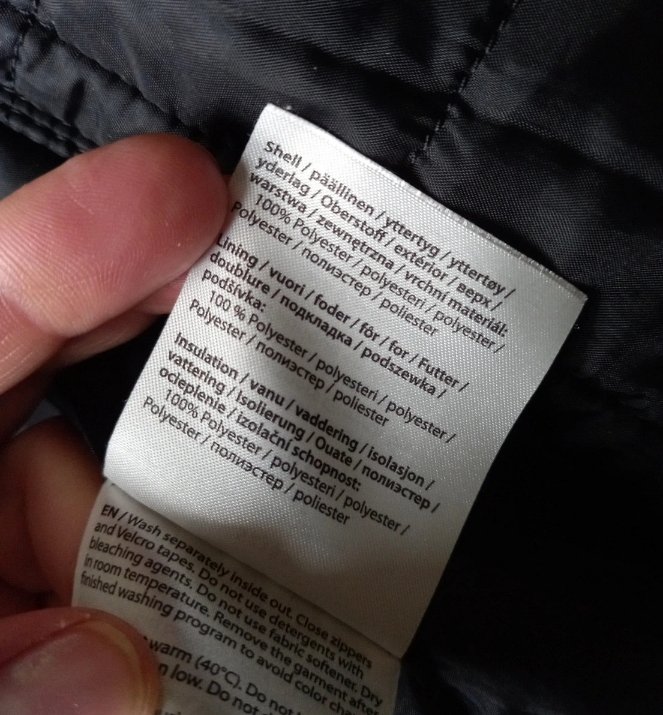 Shell / päällinen / yttertyg / yttertøy /
yderlag / Oberstoff / extérior / верх /
warstwa / zewnętrzna / vrchni materiál:
100% Polyester / polyesteri / polyester /
Polyester / полиэстер / poliester
Lining / vuori / foder / fôr / for / Futter /
doublure / подкладка / podszewka /
podšívka:
100 % Polyester / polyesteri / polyester /
Polyester / полиэстер / poliester
Insulation / vanu / vaddering / isolasjon /
vattering / Isolierung / Ouate / полиэстер /
ocieplenie / izolační schopnost:
100% Polyester / polyesteri / polyester /
Polyester / полиэстер / poliester
EN / Wash separately inside out. Close zippers
and Velcro tapes. Do not use detergents with
bleaching agents. Do not use fabric softener. Dry
in room temperature. Remove the garment after
finished washing program to avoid color
warm (40°C). Do not
low. Do not